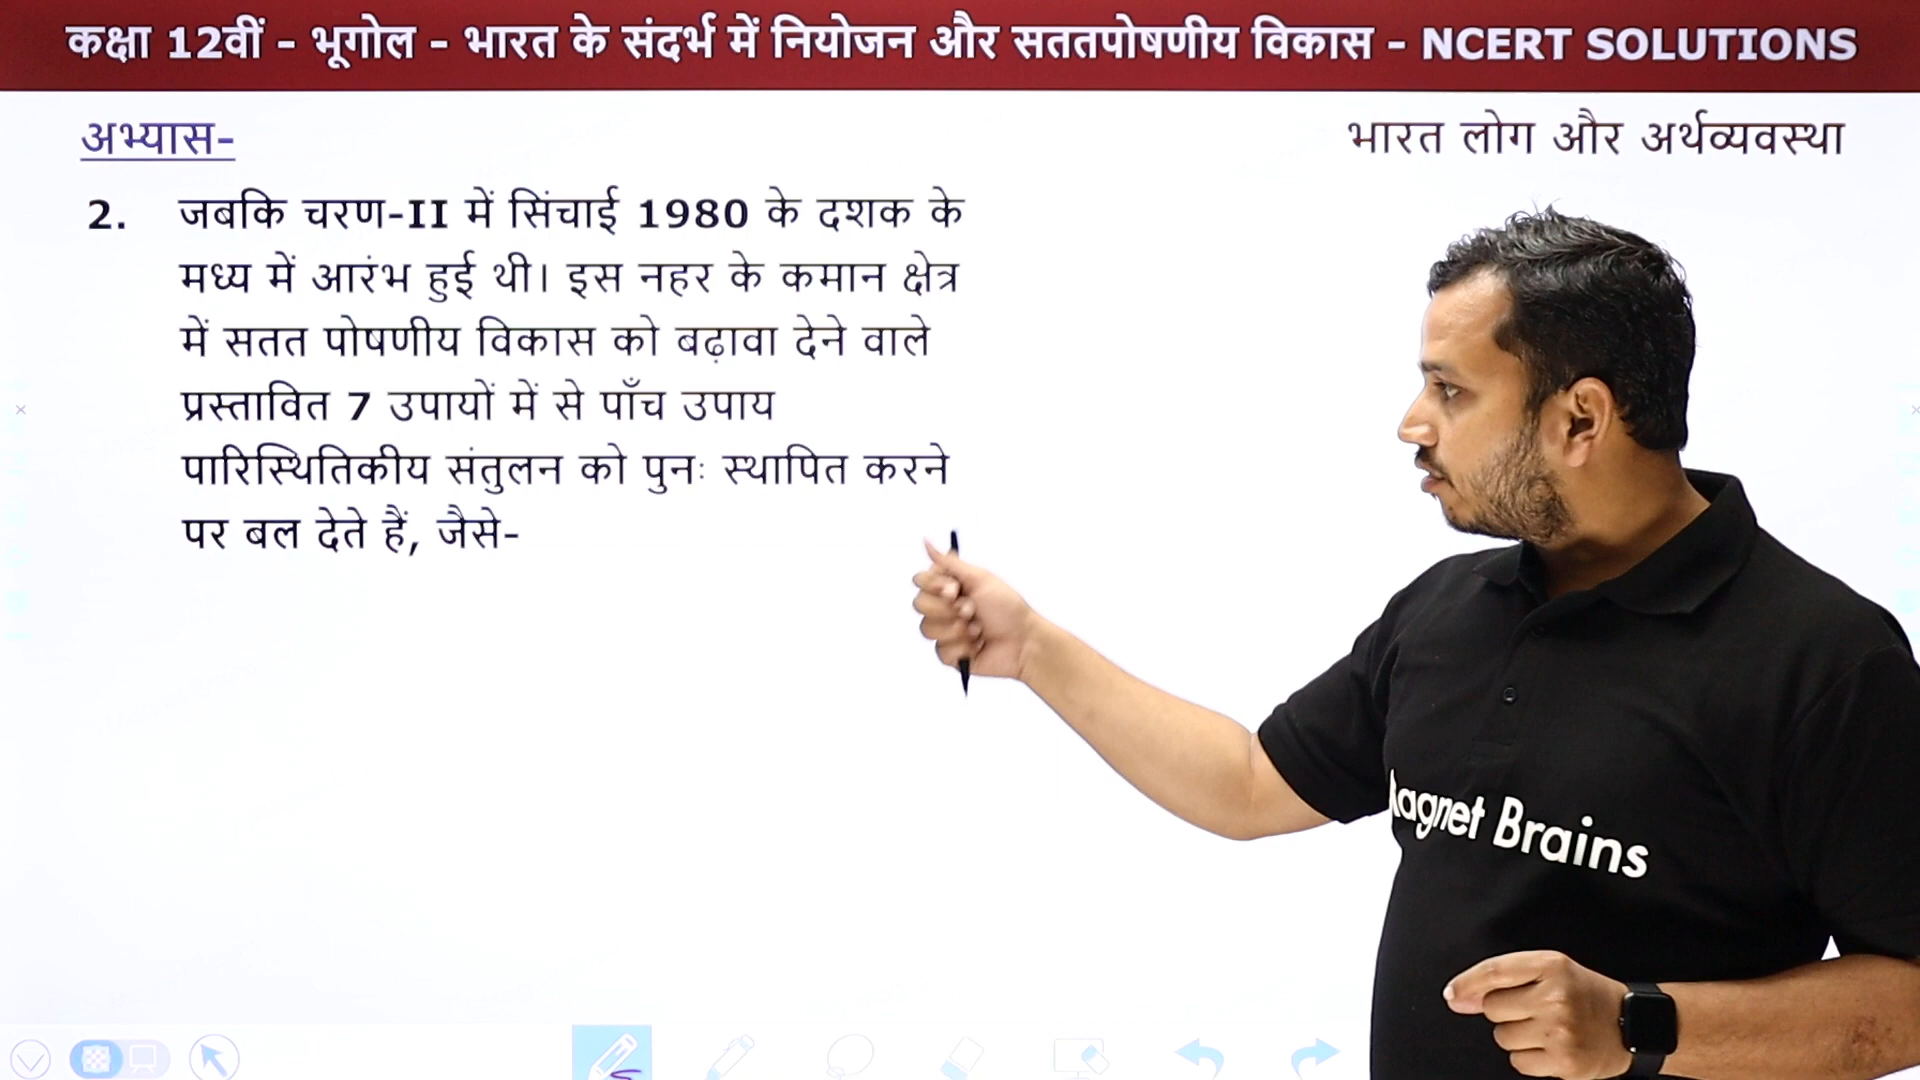 कक्षा 12वीं - भूगोल - भारत के संदर्भ में नियोजन और सततपोषणीय विकास - NCERT SOLUTIONS
अभ्यास-
भारत लोग और अर्थव्यवस्था
2. जबकि चरण-II में सिंचाई 1980 के दशक के
मध्य में आरंभ हुई थी। इस नहर के कमान क्षेत्र
में सतत पोषणीय विकास को बढ़ावा देने वाले
प्रस्तावित 7 उपायों में से पाँच उपाय
पारिस्थितिकीय संतुलन को पुनः स्थापित करने
पर बल देते हैं, जैसे-
agnet Brains